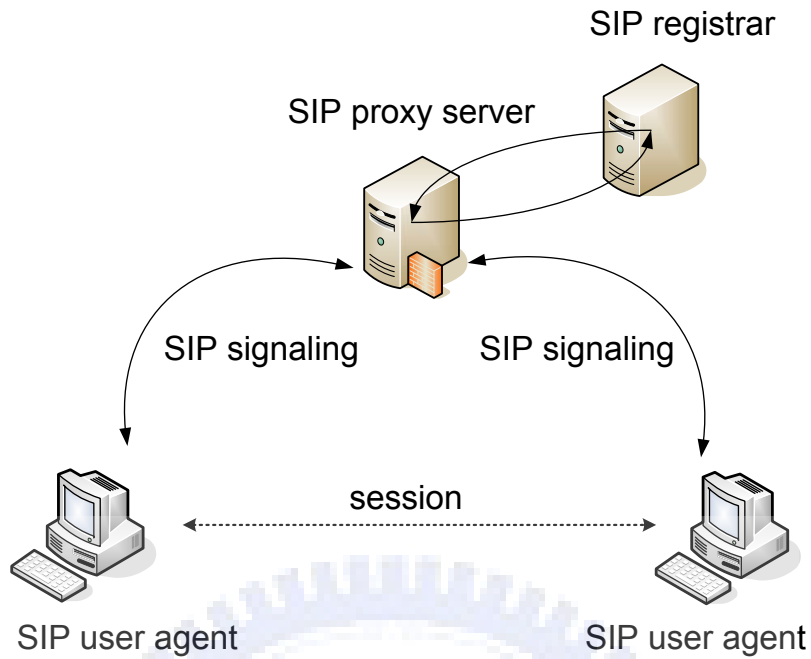 SIP registrar
SIP proxy server
SIP signaling
SIP signaling
session
SIP user agent
SIP user agent